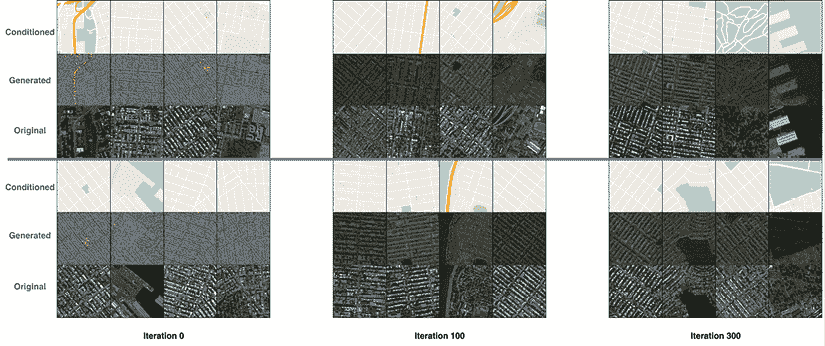 Conditioned
Generated
Original
Conditioned
Generated
Original
Iteration 0
Iteration 100
Iteration 300